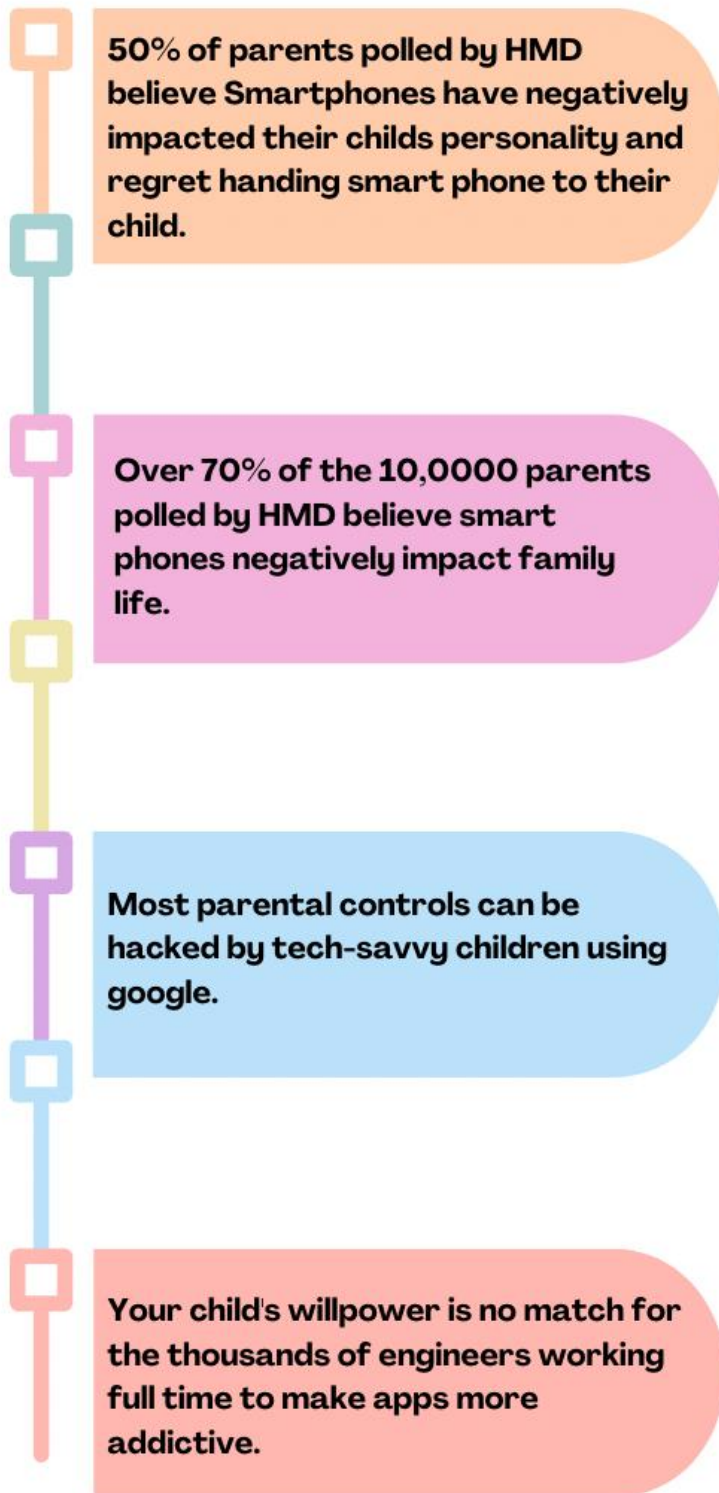 50% of parents polled by HMD
believe Smartphones have negatively
impacted their childs personality and
regret handing smart phone to their
child.
Over 70% of the 10,0000 parents
polled by HMD believe smart
phones negatively impact family
life.
Most parental controls can be
hacked by tech-savvy children using
google.
Your child's willpower is no match for
the thousands of engineers working
full time to make apps more
addictive.